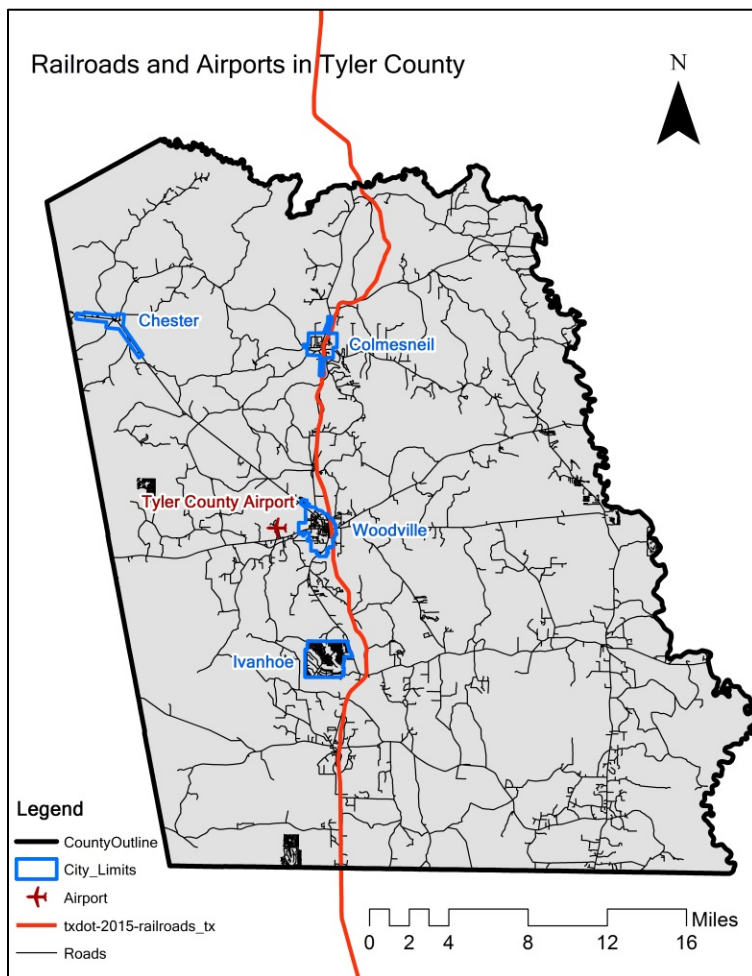 Railroads and Airports in Tyler County
N
Chester
Colmesneil
Tyler County Airport
Woodville
Ivanhoe
Legend
CountyOutline
City_Limits
Airport
txdot-2015-railroads_tx
Roads
Miles
0 2 4 8 12 16